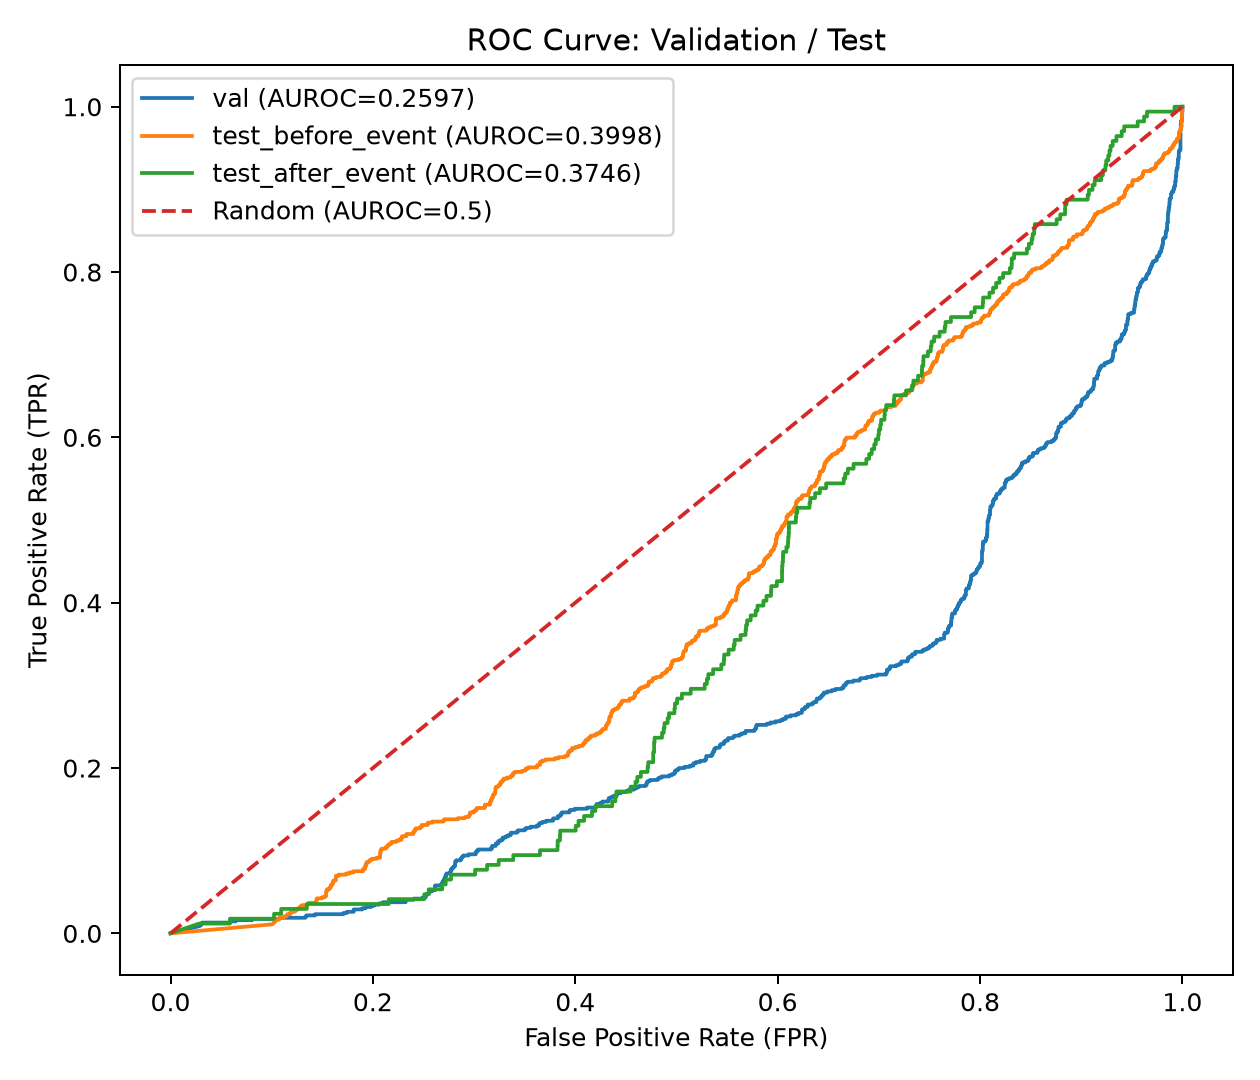 ROC Curve: Validation / Test
val (AUROC=0.2597)
test_before_event (AUROC=0.3998)
test_after_event (AUROC=0.3746)
Random (AUROC=0.5)
True Positive Rate (TPR)
1.0
0.8
0.6
0.4
0.2
0.0
0.0 0.2 0.4 0.6 0.8 1.0
False Positive Rate (FPR)